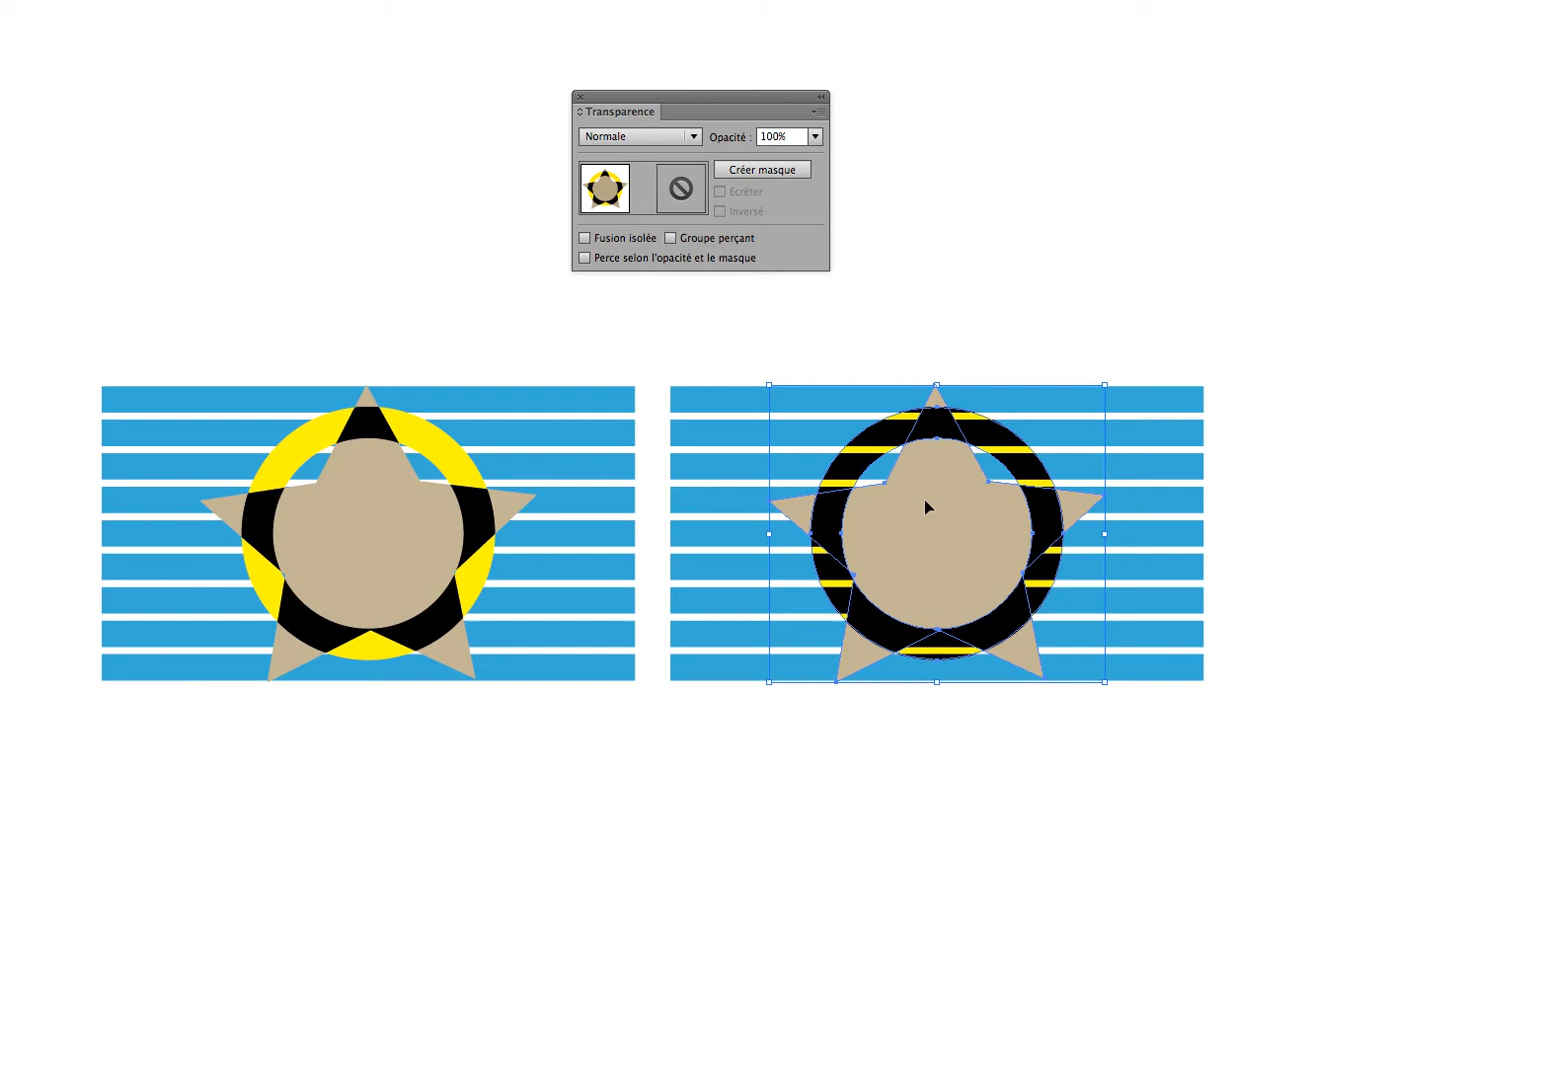 Transparence
Normale Opacité : 100%
Créer masque
Ecrêter
Inversé
Fusion isolée Groupe perçant
Perce selon l'opacité et le masque